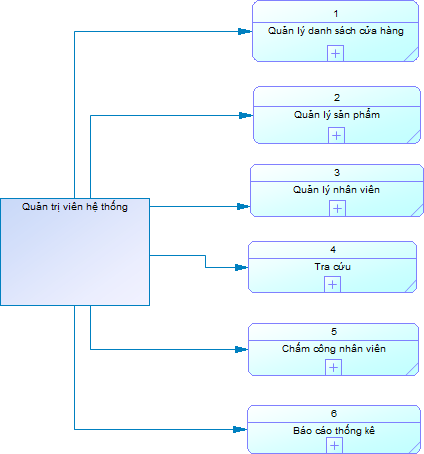 1
Quản lý danh sách cửa hàng
2
Quản lý sản phẩm
3
Quản lý nhân viên
Quản trị viên hệ thống
4
Tra cứu
5
Chấm công nhân viên
6
Báo cáo thống kê